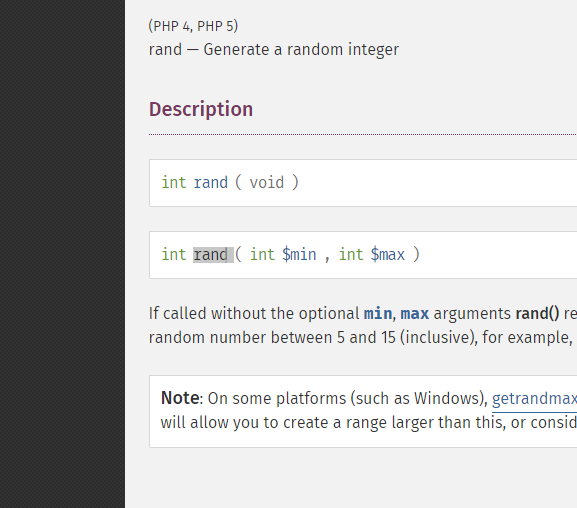 (PHP 4, PHP 5)
rand — Generate a random integer
Description
int rand ( void )
int rand ( int $min , int $max )
If called without the optional min, max arguments rand() re
random number between 5 and 15 (inclusive), for example,
Note: On some platforms (such as Windows), getrandmax
will allow you to create a range larger than this, or consid